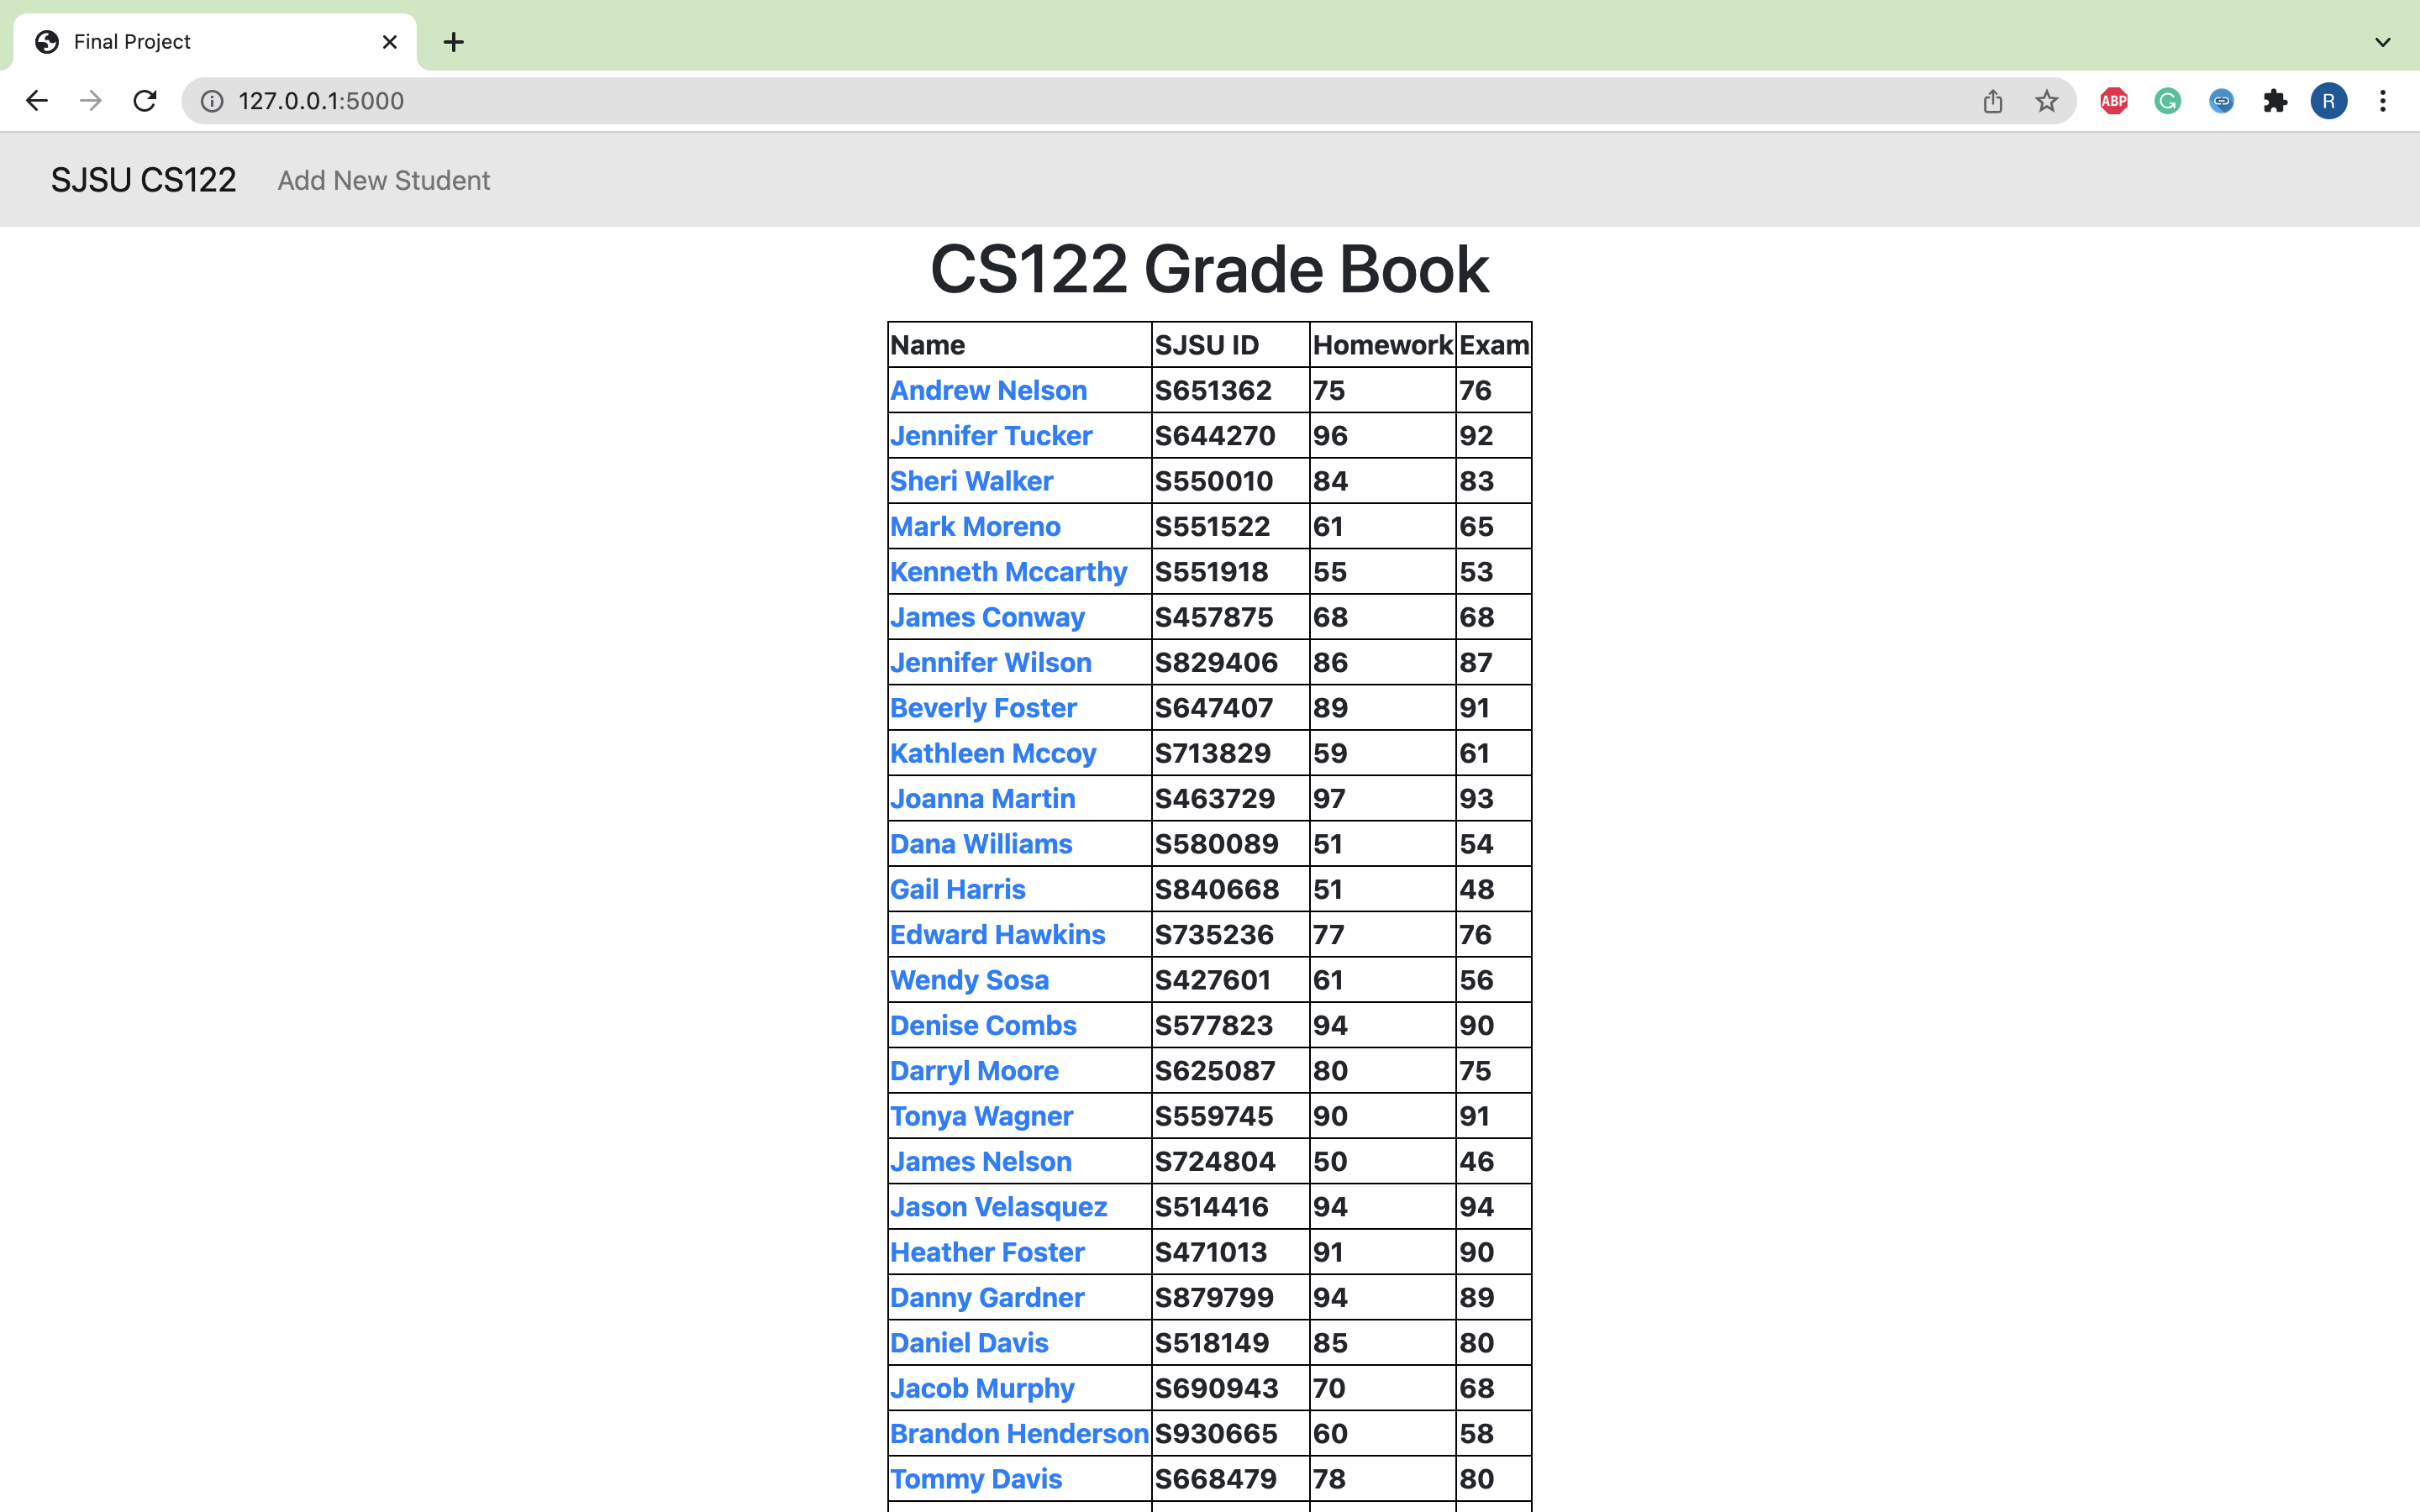 Final Project
127.0.0.1:5000
ABP
G
R
SJSU CS122 Add New Student
CS122 Grade Book
Name SJSU ID Homework Exam
Andrew Nelson S651362 75 76
Jennifer Tucker S644270 96 92
Sheri Walker S550010 84 83
Mark Moreno S551522 61 65
Kenneth Mccarthy S551918 55 53
James Conway S457875 68 68
Jennifer Wilson S829406 86 87
Beverly Foster S647407 89 91
Kathleen Mccoy S713829 59 61
Joanna Martin S463729 97 93
Dana Williams S580089 51 54
Gail Harris S840668 51 48
Edward Hawkins S735236 77 76
Wendy Sosa S427601 61 56
Denise Combs S577823 94 90
Darryl Moore S625087 80 75
Tonya Wagner S559745 90 91
James Nelson S724804 50 46
Jason Velasquez S514416 94 94
Heather Foster S471013 91 90
Danny Gardner S879799 94 89
Daniel Davis S518149 85 80
Jacob Murphy S690943 70 68
Brandon Henderson S930665 60 58
Tommy Davis S668479 78 80